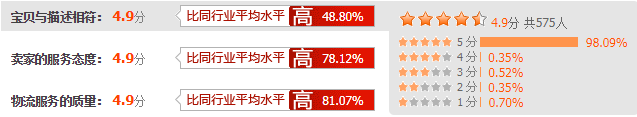 宝贝与描述相符：4.9分 比同行业平均水平 高 48.80%
卖家的服务态度：4.9分 比同行业平均水平 高 78.12%
物流服务的质量：4.9分 比同行业平均水平 高 81.07%
4.9分 共575人
5分 98.09%
4分 0.35%
3分 0.52%
2分 0.35%
1分 0.70%